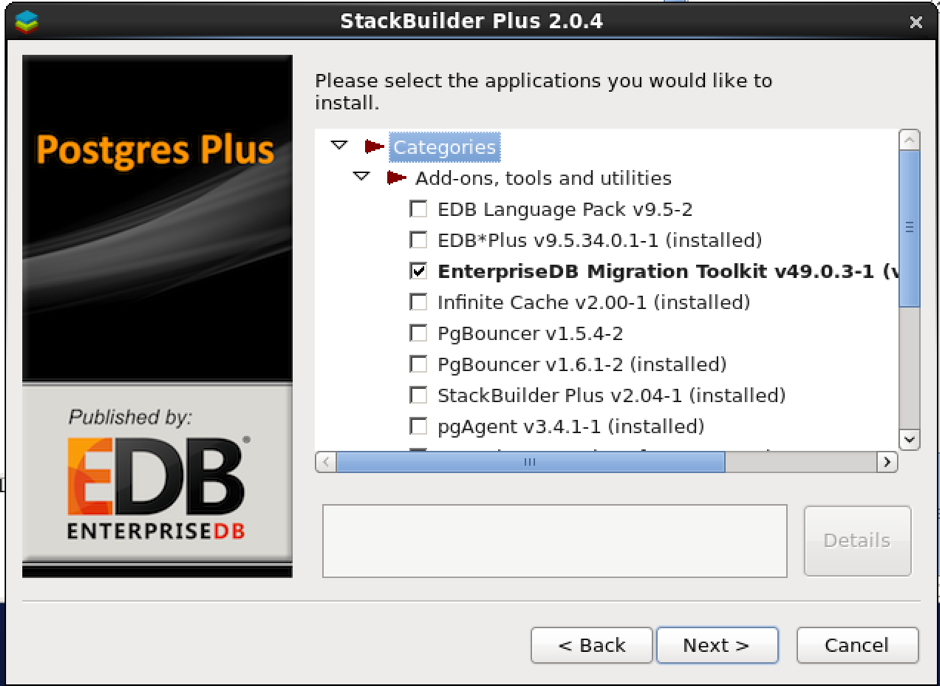 StackBuilder Plus 2.0.4
Postgres Plus
Published by:
EDB
ENTERPRISEDB
Please select the applications you would like to
install.
Categories
Add-ons, tools and utilities
EDB Language Pack v9.5-2
EDB*Plus v9.5.34.0.1-1 (installed)
EnterpriseDB Migration Toolkit v49.0.3-1 (v
Infinite Cache v2.00-1 (installed)
PgBouncer v1.5.4-2
PgBouncer v1.6.1-2 (installed)
StackBuilder Plus v2.04-1 (installed)
pgAgent v3.4.1-1 (installed)
Details
< Back
Next >
Cancel